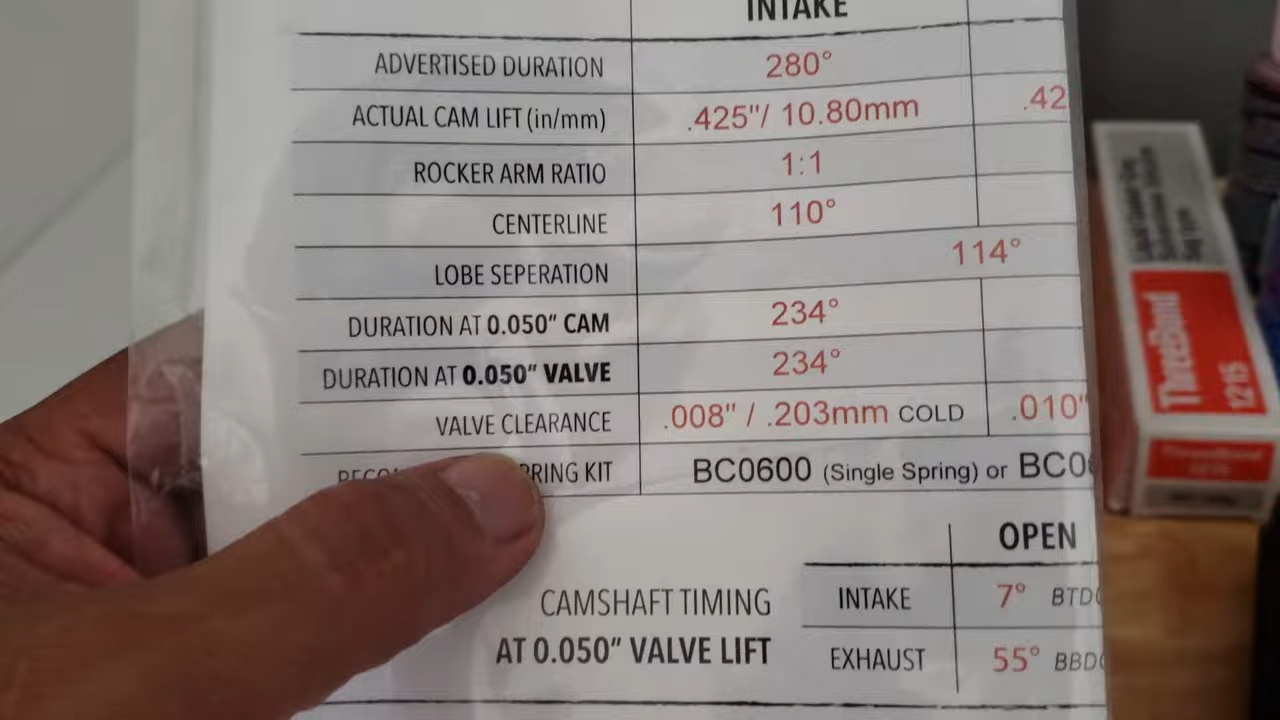 INTAKE
ADVERTISED DURATION 280°
ACTUAL CAM LIFT (in/mm) .425"/ 10.80mm .42
ROCKER ARM RATIO 1:1
CENTERLINE 110°
LOBE SEPERATION 114°
DURATION AT 0.050" CAM 234°
DURATION AT 0.050" VALVE 234°
VALVE CLEARANCE .008" / .203mm COLD .010"
RING KIT BC0600 (Single Spring) or BC0
OPEN
CAMSHAFT TIMING INTAKE 7° BTDC
AT 0.050" VALVE LIFT EXHAUST 55° BBDC
ThreeBond
1215